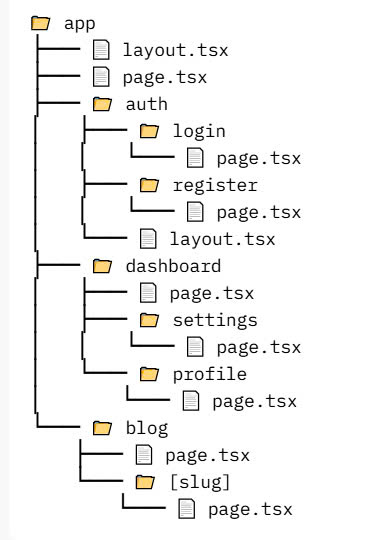 app
layout.tsx
page.tsx
auth
login
page.tsx
register
page.tsx
layout.tsx
dashboard
page.tsx
settings
page.tsx
profile
page.tsx
blog
page.tsx
[slug]
page.tsx